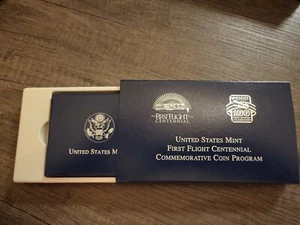 FIRST FLIGHT
CENTENNIAL
UNITED STATES MINT
FIRST FLIGHT CENTENNIAL
COMMEMORATIVE COIN PROGRAM
UNITED STATES M